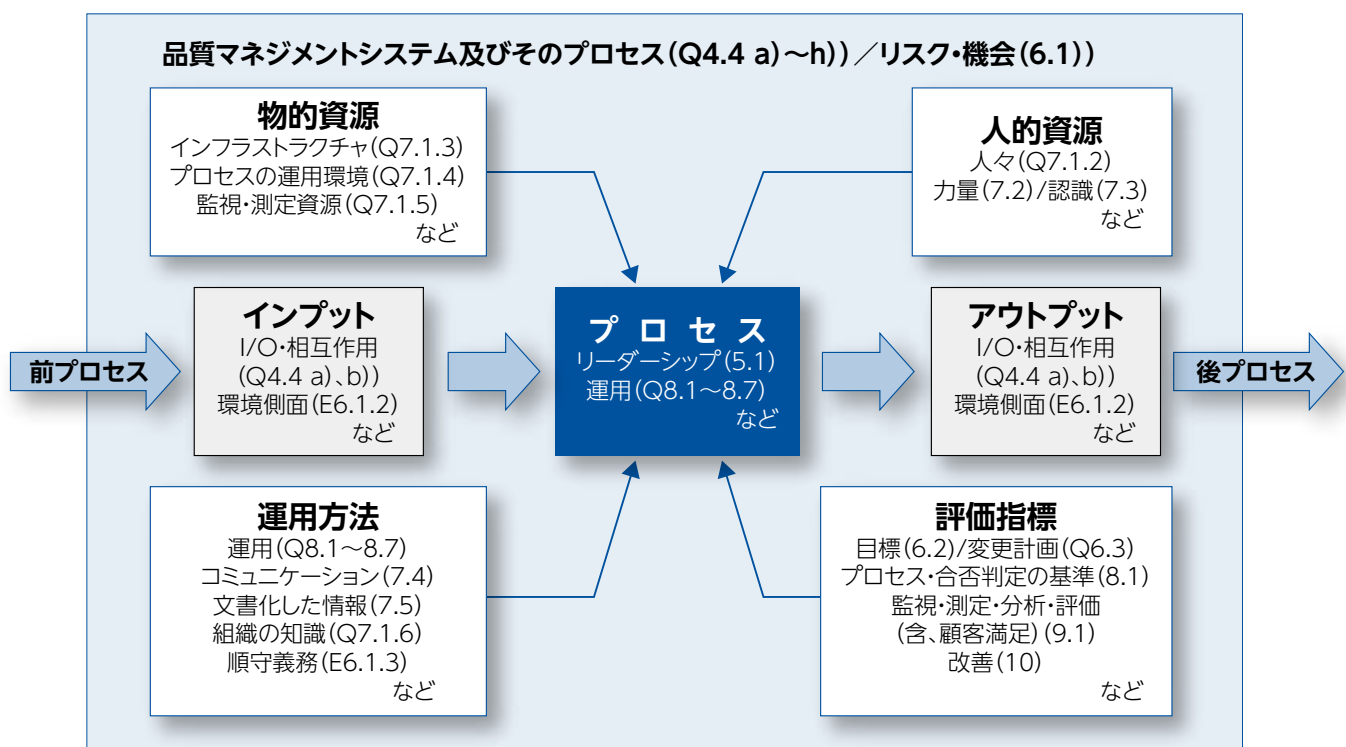 品質マネジメントシステム及びそのプロセス(Q4.4 a)〜h))／リスク・機会(6.1))
物的資源
インフラストラクチャ(Q7.1.3)
プロセスの運用環境(Q7.1.4)
監視・測定資源(Q7.1.5)
など
人的資源
人々(Q7.1.2)
力量(7.2)/認識(7.3)
など
前プロセス
インプット
I/O・相互作用
(Q4.4 a)、b))
環境側面(E6.1.2)
など
プロセス
リーダーシップ(5.1)
運用(Q8.1〜8.7)
など
アウトプット
I/O・相互作用
(Q4.4 a)、b))
環境側面(E6.1.2)
など
後プロセス
運用方法
運用(Q8.1〜8.7)
コミュニケーション(7.4)
文書化した情報(7.5)
組織の知識(Q7.1.6)
順守義務(E6.1.3)
など
評価指標
目標(6.2)/変更計画(Q6.3)
プロセス・合否判定の基準(8.1)
監視・測定・分析・評価
(含、顧客満足)(9.1)
改善(10)
など